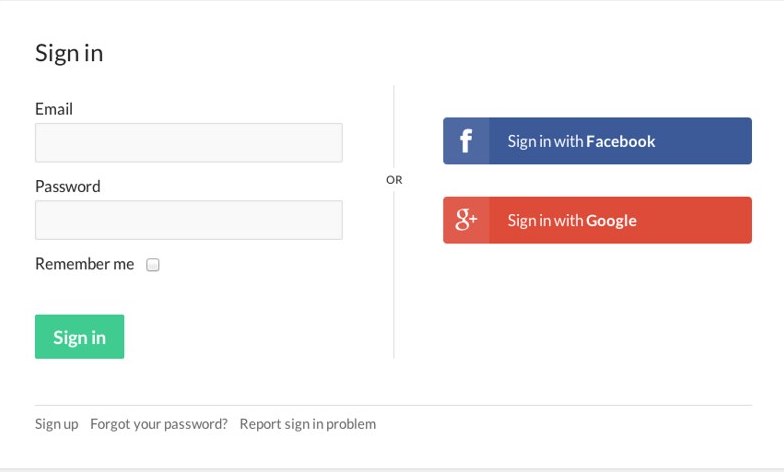 Sign in
Email
Password
Remember me
Sign in
OR
f Sign in with Facebook
g+ Sign in with Google
Sign up Forgot your password? Report sign in problem